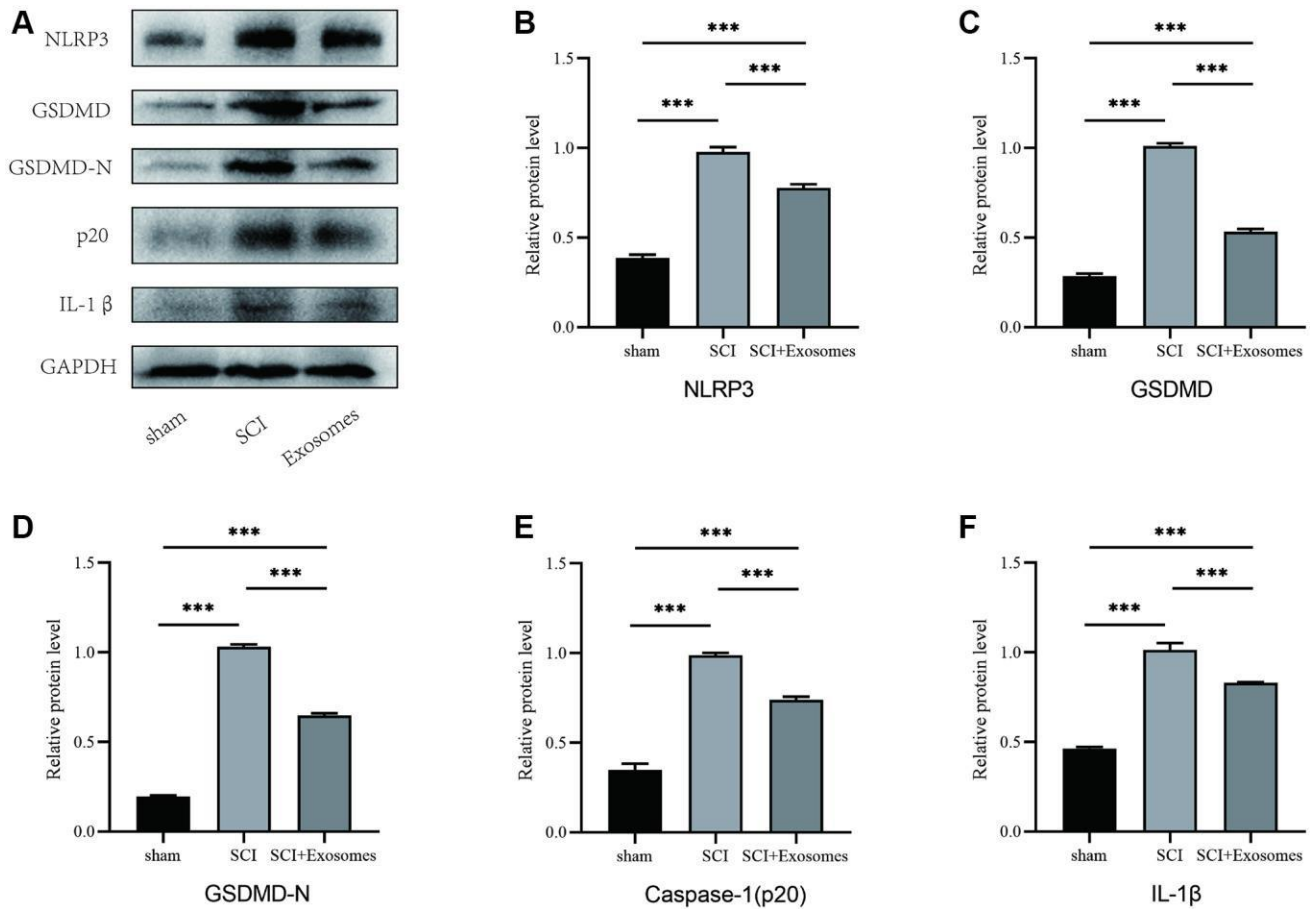 A
NLRP3
GSDMD
GSDMD-N
p20
IL-1 β
GAPDH
sham
SCI
Exosomes
B
***
***
***
Relative protein level
1.5
1.0
0.5
0.0
sham
SCI
SCI+Exosomes
NLRP3
C
***
***
***
Relative protein level
1.5
1.0
0.5
0.0
sham
SCI
SCI+Exosomes
GSDMD
D
***
***
***
Relative protein level
1.5
1.0
0.5
0.0
sham
SCI
SCI+Exosomes
GSDMD-N
E
***
***
***
Relative protein level
1.5
1.0
0.5
0.0
sham
SCI
SCI+Exosomes
Caspase-1(p20)
F
***
***
***
Relative protein level
1.5
1.0
0.5
0.0
sham
SCI
SCI+Exosomes
IL-1β